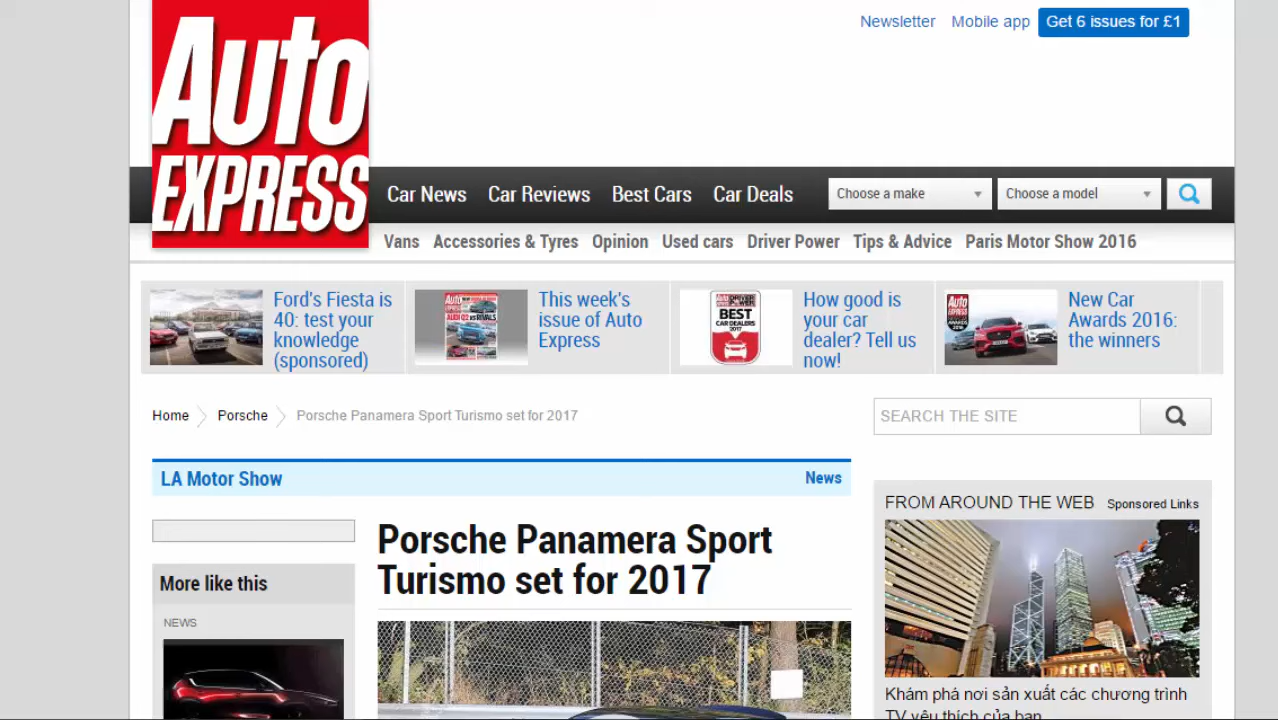 Newsletter Mobile app Get 6 issues for £1
Auto
EXPRESS
Car News Car Reviews Best Cars Car Deals Choose a make Choose a model
Vans Accessories & Tyres Opinion Used cars Driver Power Tips & Advice Paris Motor Show 2016
Ford's Fiesta is
40: test your
knowledge
(sponsored)
This week's
issue of Auto
Express
BEST
CAR DEALERS
2017
How good is
your car
dealer? Tell us
now!
New Car
Awards 2016:
the winners
Home Porsche Porsche Panamera Sport Turismo set for 2017
SEARCH THE SITE
LA Motor Show News
FROM AROUND THE WEB Sponsored Links
Porsche Panamera Sport
Turismo set for 2017
More like this
NEWS
Khám phá nơi sản xuất các chương trình
TV yêu thích của bạn